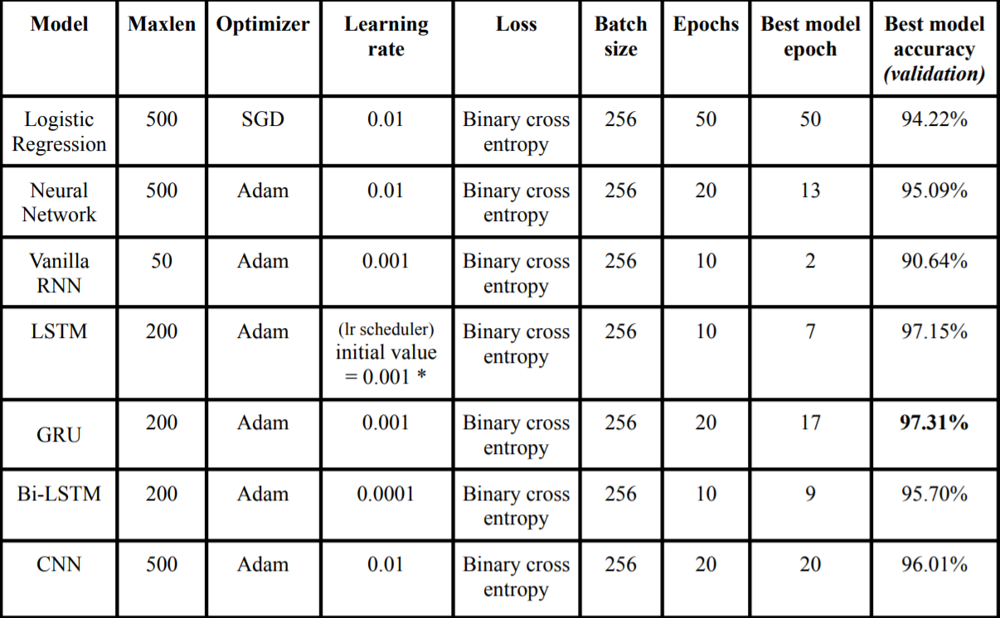 Model Maxlen Optimizer Learning rate Loss Batch size Epochs Best model epoch Best model accuracy (validation)
Logistic Regression 500 SGD 0.01 Binary cross entropy 256 50 50 94.22%
Neural Network 500 Adam 0.01 Binary cross entropy 256 20 13 95.09%
Vanilla RNN 50 Adam 0.001 Binary cross entropy 256 10 2 90.64%
LSTM 200 Adam (lr scheduler) initial value = 0.001 * Binary cross entropy 256 10 7 97.15%
GRU 200 Adam 0.001 Binary cross entropy 256 20 17 97.31%
Bi-LSTM 200 Adam 0.0001 Binary cross entropy 256 10 9 95.70%
CNN 500 Adam 0.01 Binary cross entropy 256 20 20 96.01%